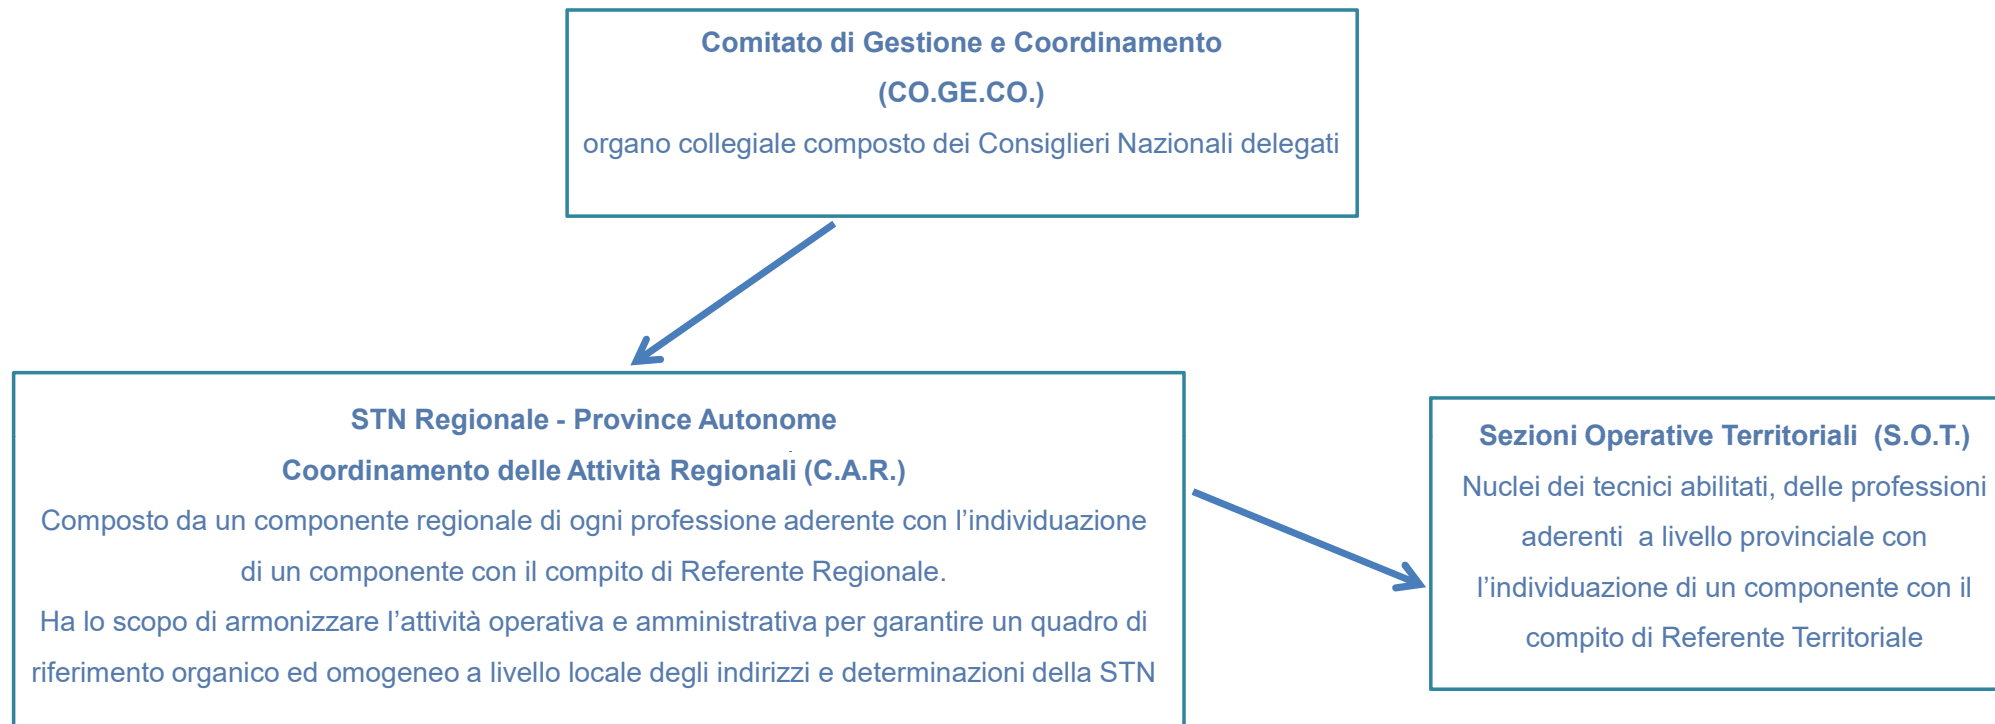 Comitato di Gestione e Coordinamento
(CO.GE.CO.)
organo collegiale composto dei Consiglieri Nazionali delegati
STN Regionale - Province Autonome
Coordinamento delle Attività Regionali (C.A.R.)
Composto da un componente regionale di ogni professione aderente con l’individuazione
di un componente con il compito di Referente Regionale.
Ha lo scopo di armonizzare l’attività operativa e amministrativa per garantire un quadro di
riferimento organico ed omogeneo a livello locale degli indirizzi e determinazioni della STN
Sezioni Operative Territoriali (S.O.T.)
Nuclei dei tecnici abilitati, delle professioni
aderenti a livello provinciale con
l’individuazione di un componente con il
compito di Referente Territoriale